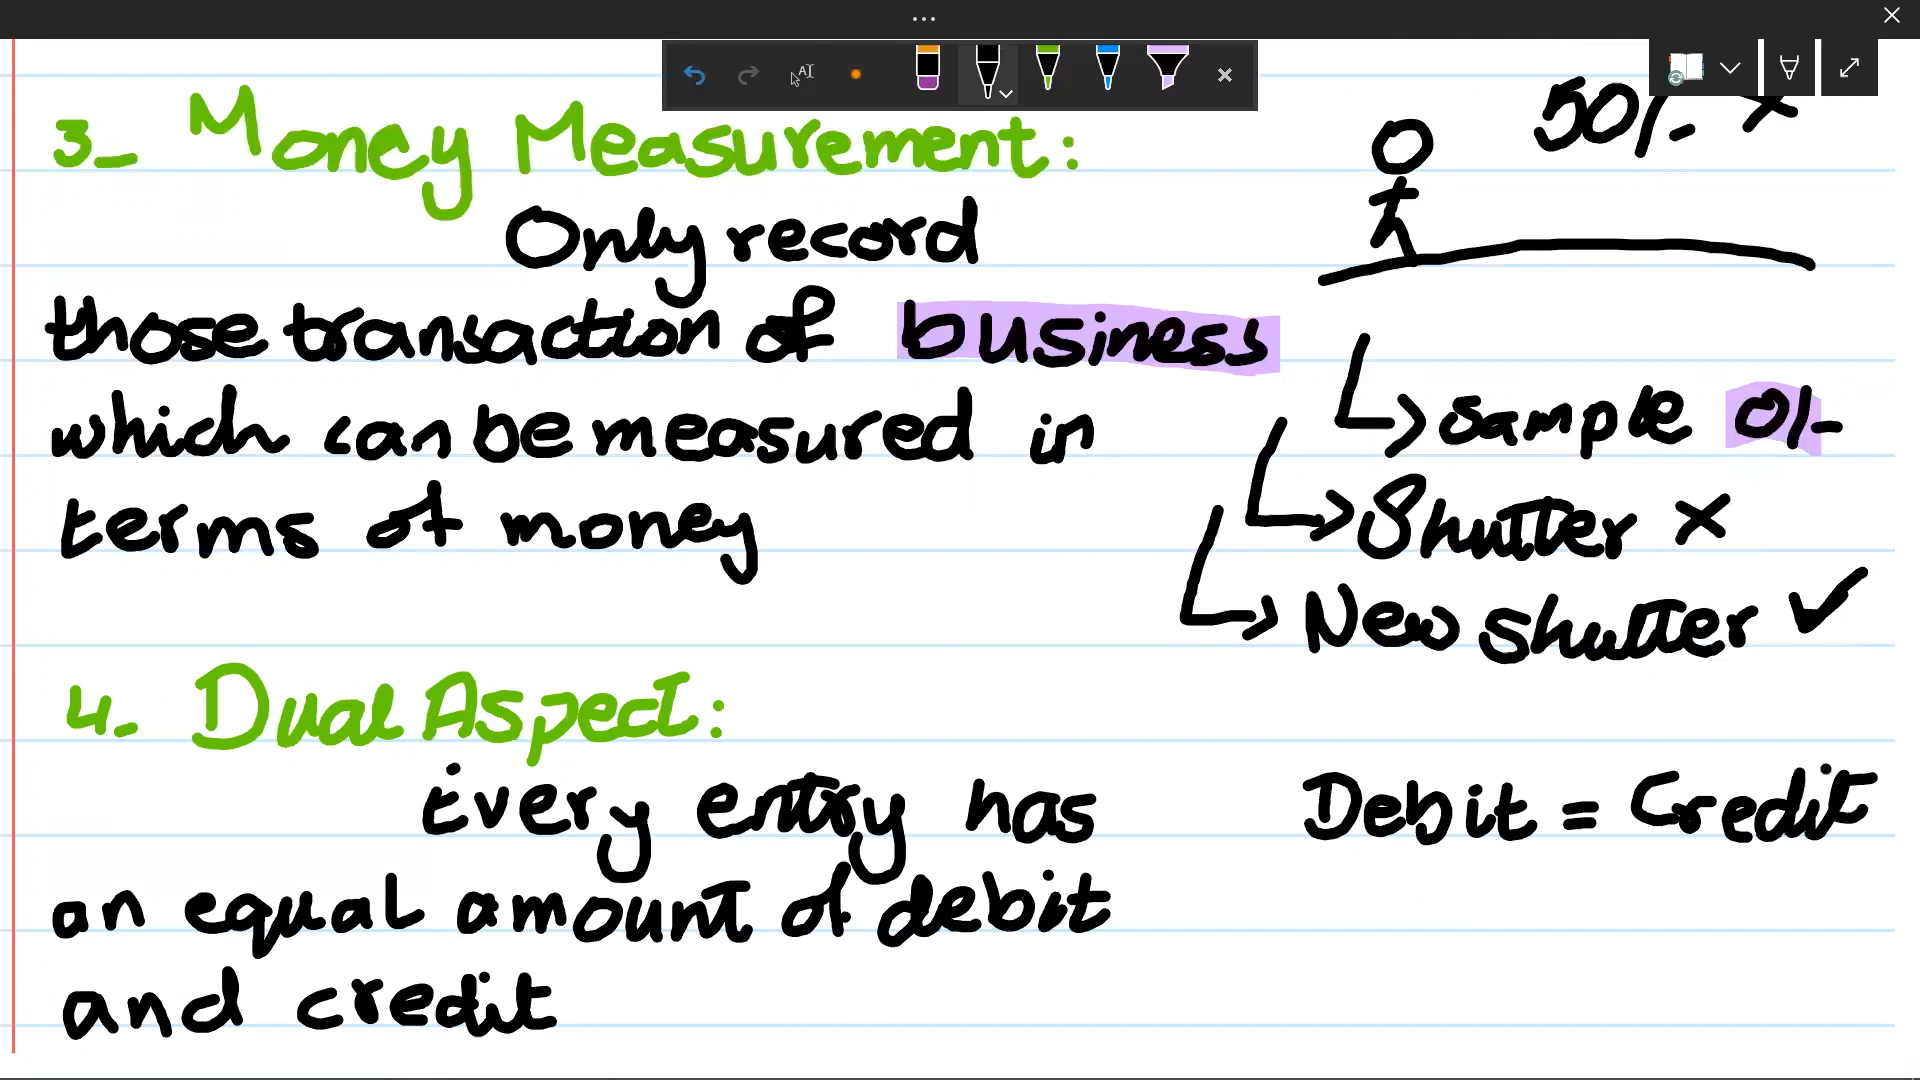 3- Money Measurement:
50/- ×
Only record
those transaction of business
which can be measured in
terms of money
sample 0/-
Shutter ×
New shutter ✓
4- Dual Aspect:
Every entry has
an equal amount of debit
and credit
Debit = Credit